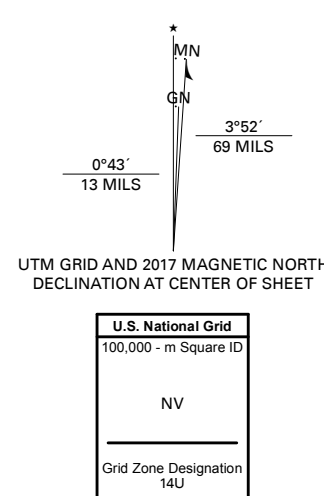 ★
MN
GN
3°52´
69 MILS
0°43´
13 MILS
UTM GRID AND 2017 MAGNETIC NORTH
DECLINATION AT CENTER OF SHEET
U.S. National Grid
100,000 - m Square ID
NV
Grid Zone Designation
14U